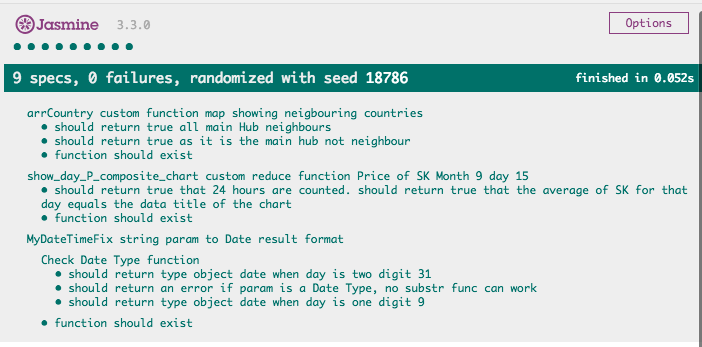 Jasmine 3.3.0 Options
9 specs, 0 failures, randomized with seed 18786 finished in 0.052s
arrCountry custom function map showing neigbouring countries
• should return true all main Hub neighbours
• should return true as it is the main hub not neighbour
• function should exist
show_day_P_composite_chart custom reduce function Price of SK Month 9 day 15
• should return true that 24 hours are counted. should return true that the average of SK for that
day equals the data title of the chart
• function should exist
MyDateTimeFix string param to Date result format
Check Date Type function
• should return type object date when day is two digit 31
• should return an error if param is a Date Type, no substr func can work
• should return type object date when day is one digit 9
• function should exist